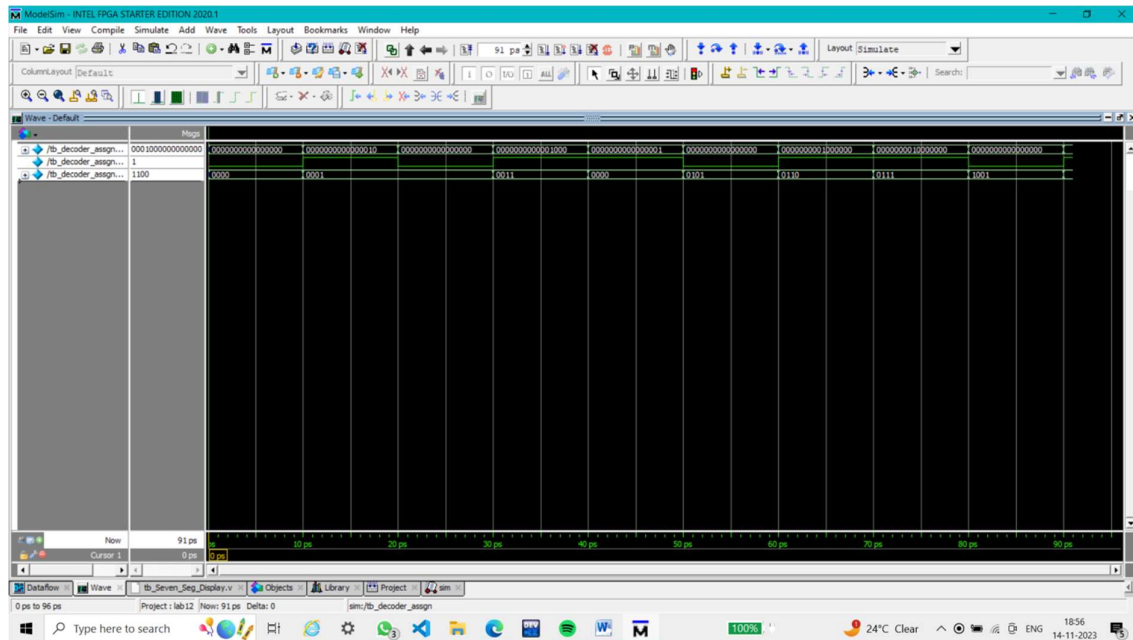 ModelSim - INTEL FPGA STARTER EDITION 2020.1
File Edit View Compile Simulate Add Wave Tools Layout Bookmarks Window Help
91 ps
Layout Simulate
ColumnLayout Default
Search:
Wave - Default
Msgs
/tb_decoder_assgn... 0001000000000000 0000000000000000 0000000000000010 0000000000000000 0000000000001000 0000000000000001 0000000000000000
/tb_decoder_assgn... 1
/tb_decoder_assgn... 1100 0000 0001 0011 0000 0101 0110 0111 1001
Now 91 ps ps 10 ps 20 ps 30 ps 40 ps 50 ps 60 ps 70 ps 80 ps 90 ps
Cursor 1 0 ps 0 ps
Dataflow Wave tb_Seven_Seg_Display.v Objects Library Project sim
0 ps to 96 ps Project : lab12 Now: 91 ps Delta: 0 sim:/tb_decoder_assgn
Type here to search 100% 24°C Clear ENG 18:56
14-11-2023